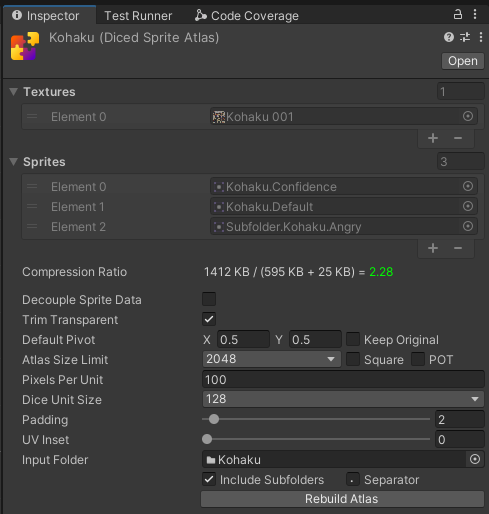 Inspector Test Runner Code Coverage
Kohaku (Diced Sprite Atlas)
Open
Textures 1
Element 0 Kohaku 001
Sprites 3
Element 0 Kohaku.Confidence
Element 1 Kohaku.Default
Element 2 Subfolder.Kohaku.Angry
Compression Ratio 1412 KB / (595 KB + 25 KB) = 2.28
Decouple Sprite Data
Trim Transparent
Default Pivot X 0.5 Y 0.5 Keep Original
Atlas Size Limit 2048 Square POT
Pixels Per Unit 100
Dice Unit Size 128
Padding 2
UV Inset 0
Input Folder Kohaku
Include Subfolders . Separator
Rebuild Atlas